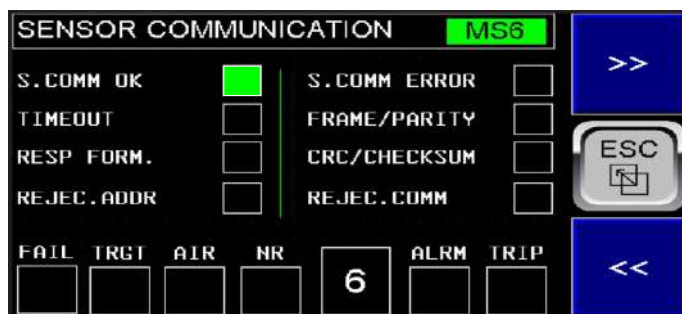 SENSOR COMMUNICATION MS6
>>
S.COMM OK S.COMM ERROR
TIMEOUT FRAME/PARITY
RESP FORM. CRC/CHECKSUM
REJEC.ADDR REJEC.COMM
ESC
FAIL TRGT AIR NR 6 ALRM TRIP
<<